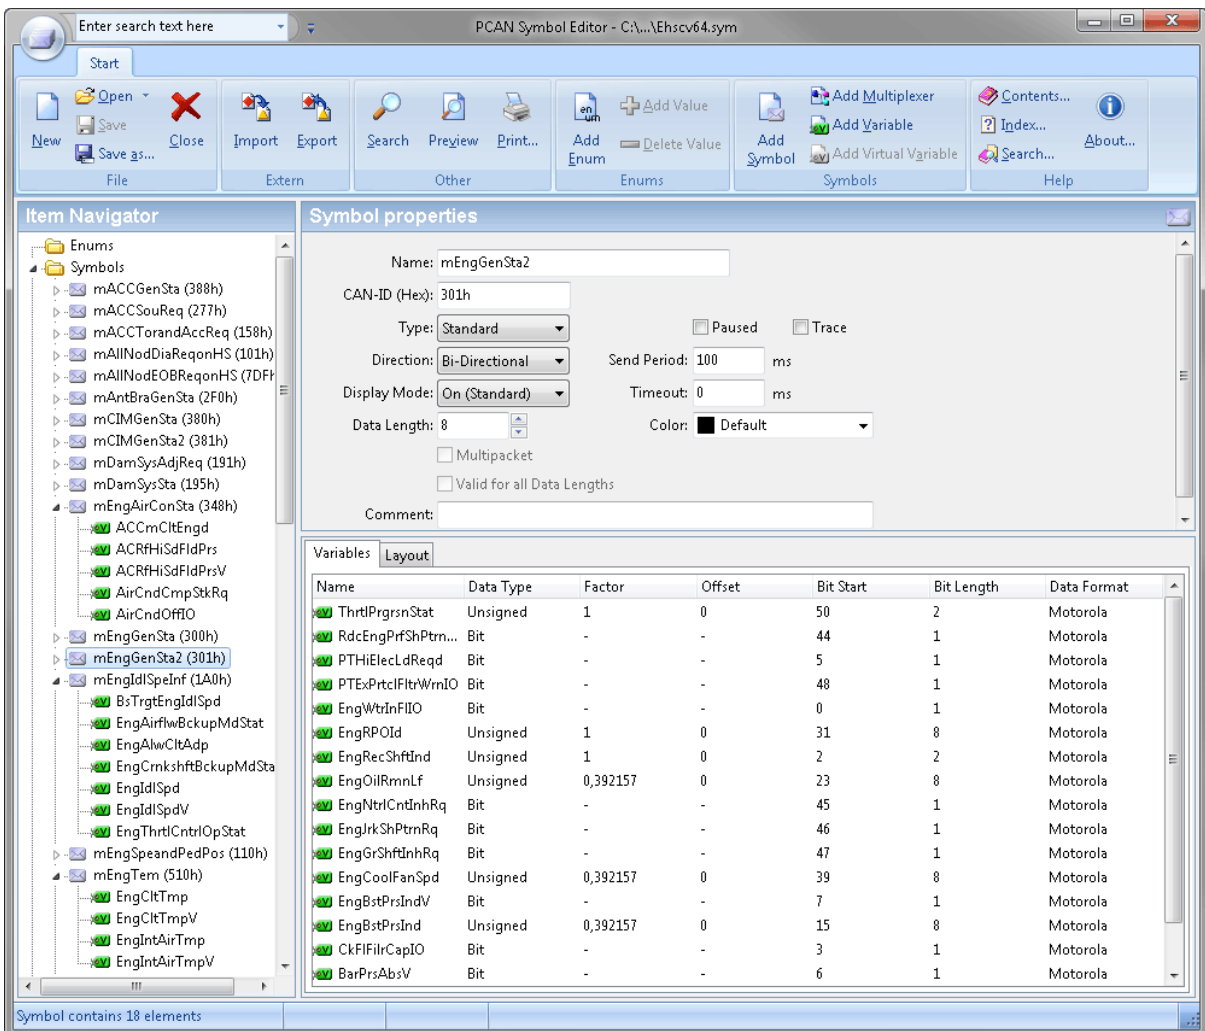 Enter search text here
PCAN Symbol Editor - C:\...\Ehscv64.sym
Start
New
Open
Save
Save as...
Close
Import
Export
Search
Preview
Print...
Add Enum
Add Value
Delete Value
Add Symbol
Add Multiplexer
Add Variable
Add Virtual Variable
Contents...
Index...
Search...
About...
File
Extern
Other
Enums
Symbols
Help
Item Navigator
Enums
Symbols
mACCGenSta (388h)
mACCSouReq (277h)
mACCTorandAccReq (158h)
mAllNodDiaReqonHS (101h)
mAllNodEOBReqonHS (7DFh
mAntBraGenSta (2F0h)
mCIMGenSta (380h)
mCIMGenSta2 (381h)
mDamSysAdjReq (191h)
mDamSysSta (195h)
mEngAirConSta (348h)
ACCmCltEngd
ACRfHiSdFldPrs
ACRfHiSdFldPrsV
AirCndCmpStkRq
AirCndOffIO
mEngGenSta (300h)
mEngGenSta2 (301h)
mEngIdlSpeInf (1A0h)
BsTrgtEngIdlSpd
EngAirflwBckupMdStat
EngAlwCltAdp
EngCrnkshftBckupMdSta
EngIdlSpd
EngIdlSpdV
EngThrtlCntrlOpStat
mEngSpeandPedPos (110h)
mEngTem (510h)
EngCltTmp
EngCltTmpV
EngIntAirTmp
EngIntAirTmpV
Symbol properties
Name: mEngGenSta2
CAN-ID (Hex): 301h
Type: Standard Paused Trace
Direction: Bi-Directional Send Period: 100 ms
Display Mode: On (Standard) Timeout: 0 ms
Data Length: 8 Color: Default
Multipacket
Valid for all Data Lengths
Comment:
Variables Layout
Name Data Type Factor Offset Bit Start Bit Length Data Format
ThrtlPrgrsnStat Unsigned 1 0 50 2 Motorola
RdcEngPrfShPtrn... Bit - - 44 1 Motorola
PTHiElecLdReqd Bit - - 5 1 Motorola
PTExPrtclFltrWrnIO Bit - - 48 1 Motorola
EngWtrInFlIO Bit - - 0 1 Motorola
EngRPOId Unsigned 1 0 31 8 Motorola
EngRecShftInd Unsigned 1 0 2 2 Motorola
EngOilRmnLf Unsigned 0,392157 0 23 8 Motorola
EngNtrlCntInhRq Bit - - 45 1 Motorola
EngJrkShPtrnRq Bit - - 46 1 Motorola
EngGrShftInhRq Bit - - 47 1 Motorola
EngCoolFanSpd Unsigned 0,392157 0 39 8 Motorola
EngBstPrsIndV Bit - - 7 1 Motorola
EngBstPrsInd Unsigned 0,392157 0 15 8 Motorola
CkFlFilrCapIO Bit - - 3 1 Motorola
BarPrsAbsV Bit - - 6 1 Motorola
Symbol contains 18 elements